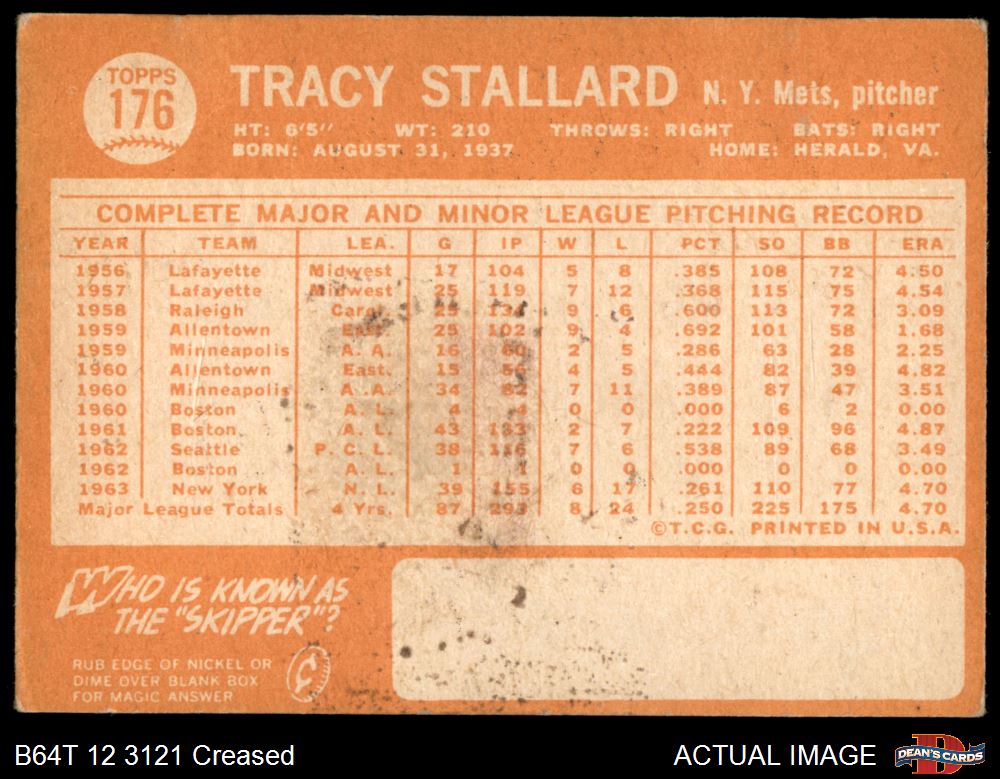 TOPPS
176
TRACY STALLARD N. Y. Mets, pitcher
HT: 6'5" WT: 210 THROWS: RIGHT BATS: RIGHT
BORN: AUGUST 31, 1937 HOME: HERALD, VA.
COMPLETE MAJOR AND MINOR LEAGUE PITCHING RECORD
YEAR TEAM LEA. G IP W L PCT SO BB ERA
1956 Lafayette Midwest 17 104 5 8 .385 108 72 4.50
1957 Lafayette Midwest 25 119 7 12 .368 115 75 4.54
1958 Raleigh Caro. 25 9 6 .600 113 72 3.09
1959 Allentown East. 25 102 9 4 .692 101 58 1.68
1959 Minneapolis A. A. 16 2 5 .286 63 28 2.25
1960 Allentown East. 15 4 5 .444 82 39 4.82
1960 Minneapolis A. A. 34 82 7 11 .389 87 47 3.51
1960 Boston A. L. 4 4 0 0 .000 6 2 0.00
1961 Boston A. L. 43 133 2 7 .222 109 96 4.87
1962 Seattle P. C. L. 38 116 7 6 .538 89 68 3.49
1962 Boston A. L. 1 1 0 0 .000 0 0 0.00
1963 New York N. L. 39 155 6 17 .261 110 77 4.70
Major League Totals 4 Yrs. 87 293 8 24 .250 225 175 4.70
©T.C.G. PRINTED IN U.S.A.
WHO IS KNOWN AS
THE "SKIPPER"?
RUB EDGE OF NICKEL OR
DIME OVER BLANK BOX
FOR MAGIC ANSWER
B64T 12 3121 Creased ACTUAL IMAGE DEAN'S CARDS